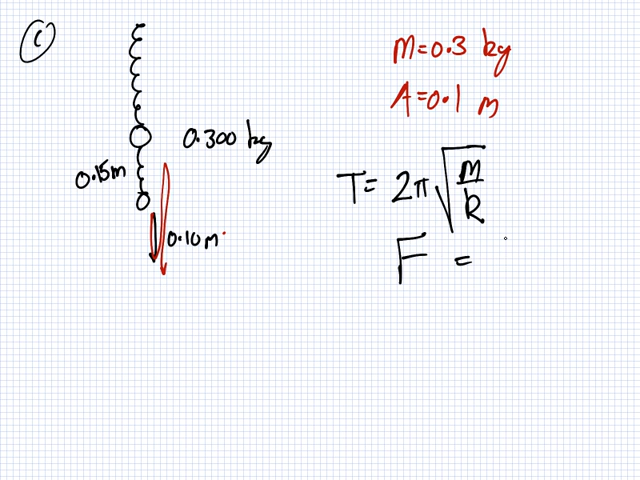 (c)
M=0.3 kg
A=0.1 m
0.300 kg
0.15m
T= 2π√m/k
0.10m
F =